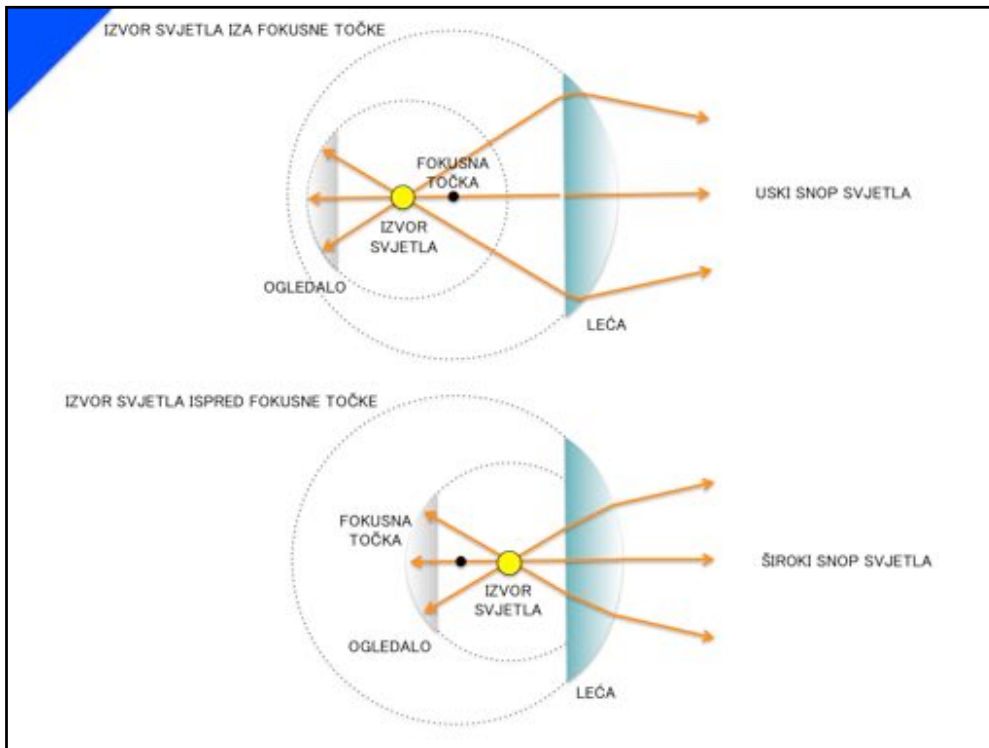 IZVOR SVJETLA IZA FOKUSNE TOČKE
FOKUSNA
TOČKA
USKI SNOP SVJETLA
IZVOR
SVJETLA
OGLEDALO
LEĆA
IZVOR SVJETLA ISPRED FOKUSNE TOČKE
FOKUSNA
TOČKA
ŠIROKI SNOP SVJETLA
IZVOR
SVJETLA
OGLEDALO
LEĆA